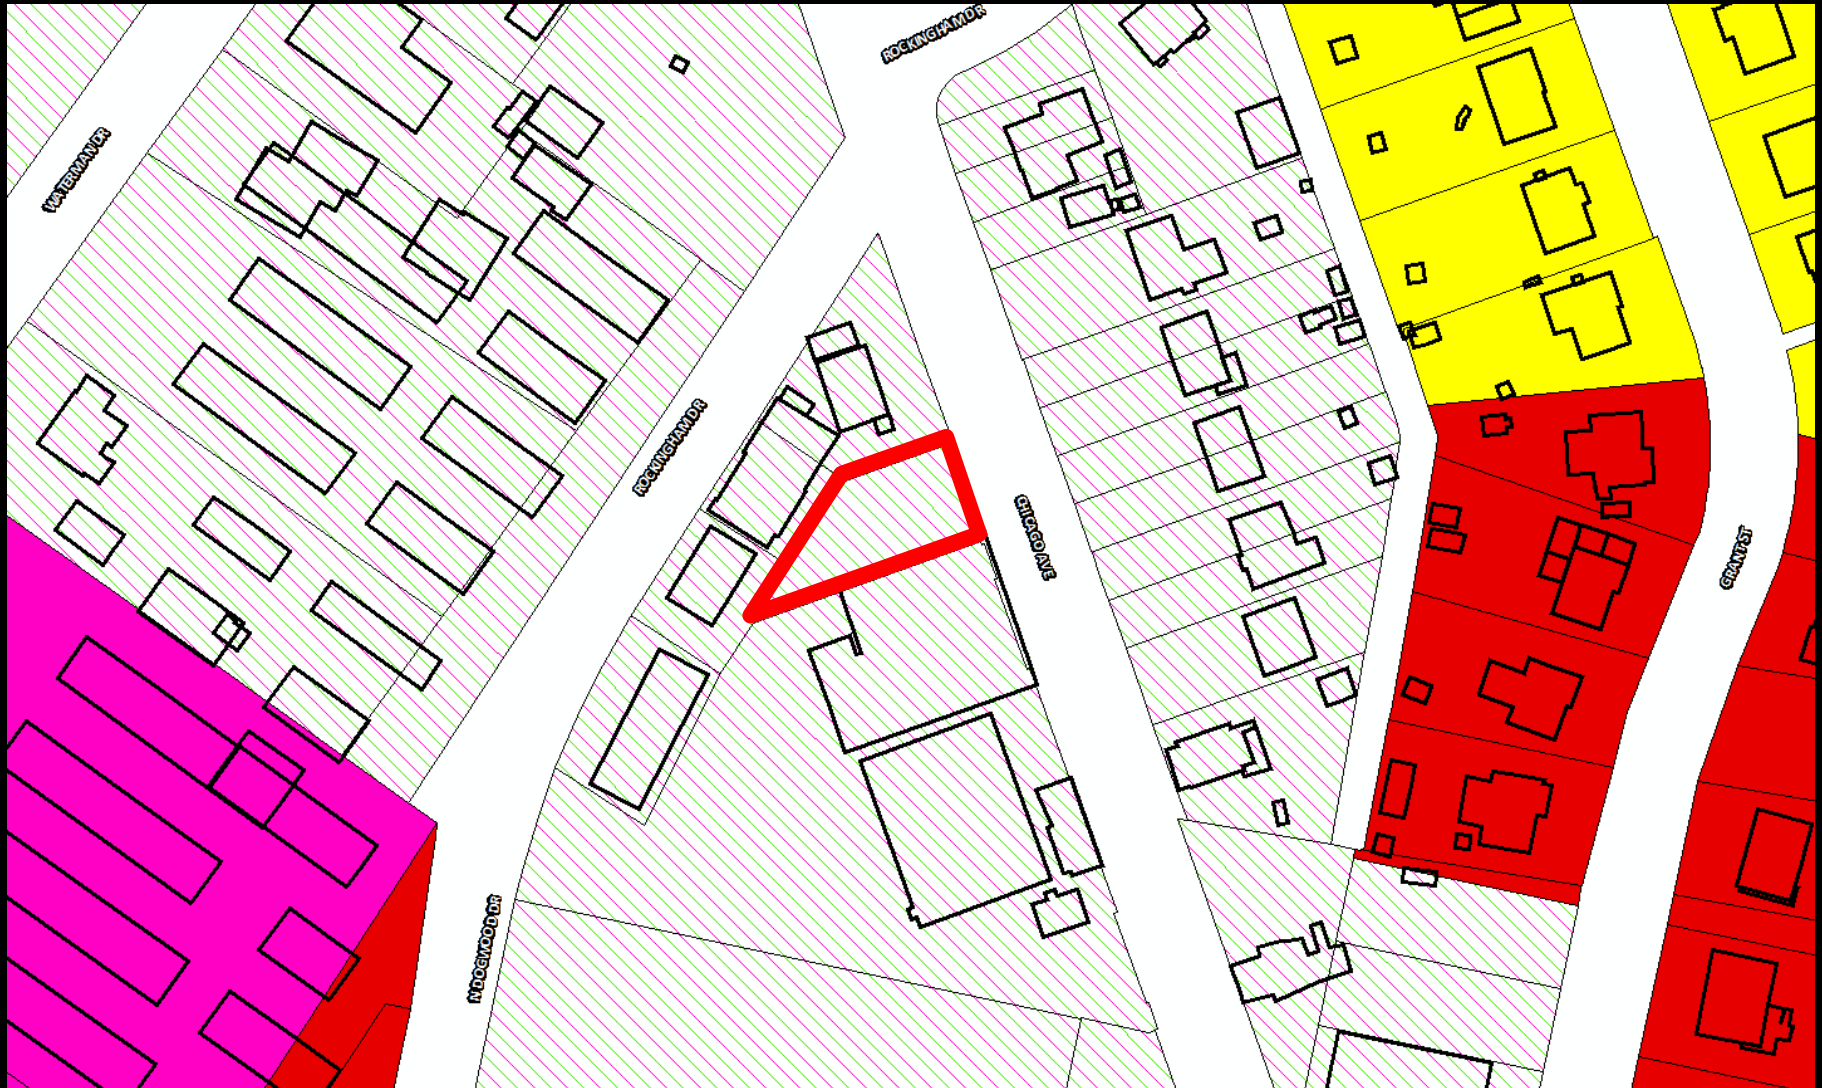 ROCKINGHAM DR
WATERMAN DR
ROCKINGHAM DR
CHICAGO AVE
GRANT ST
N DOGWOOD DR